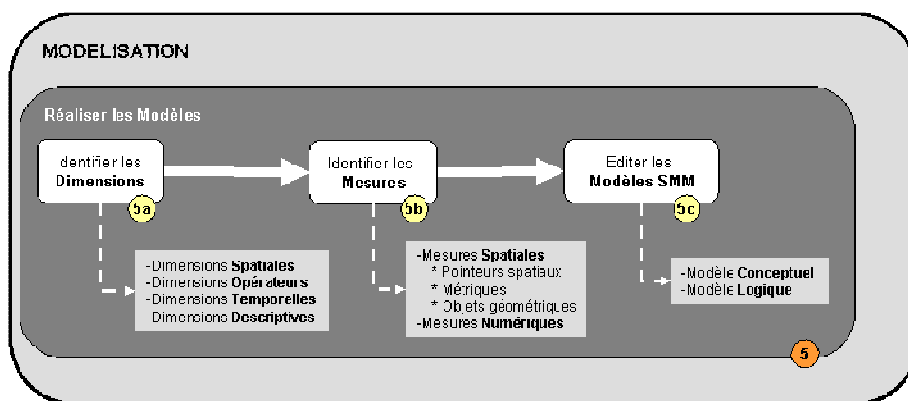 MODELISATION
Réaliser les Modèles
dentifier les
Dimensions
5a
Identifier les
Mesures
5b
Editer les
Modèles SMM
5c
-Dimensions Spatiales
-Dimensions Opérateurs
-Dimensions Temporelles
Dimensions Descriptives
-Mesures Spatiales
* Pointeurs spatiaux
* Métriques
* Objets géométriques
-Mesures Numériques
-Modèle Conceptuel
-Modèle Logique
5